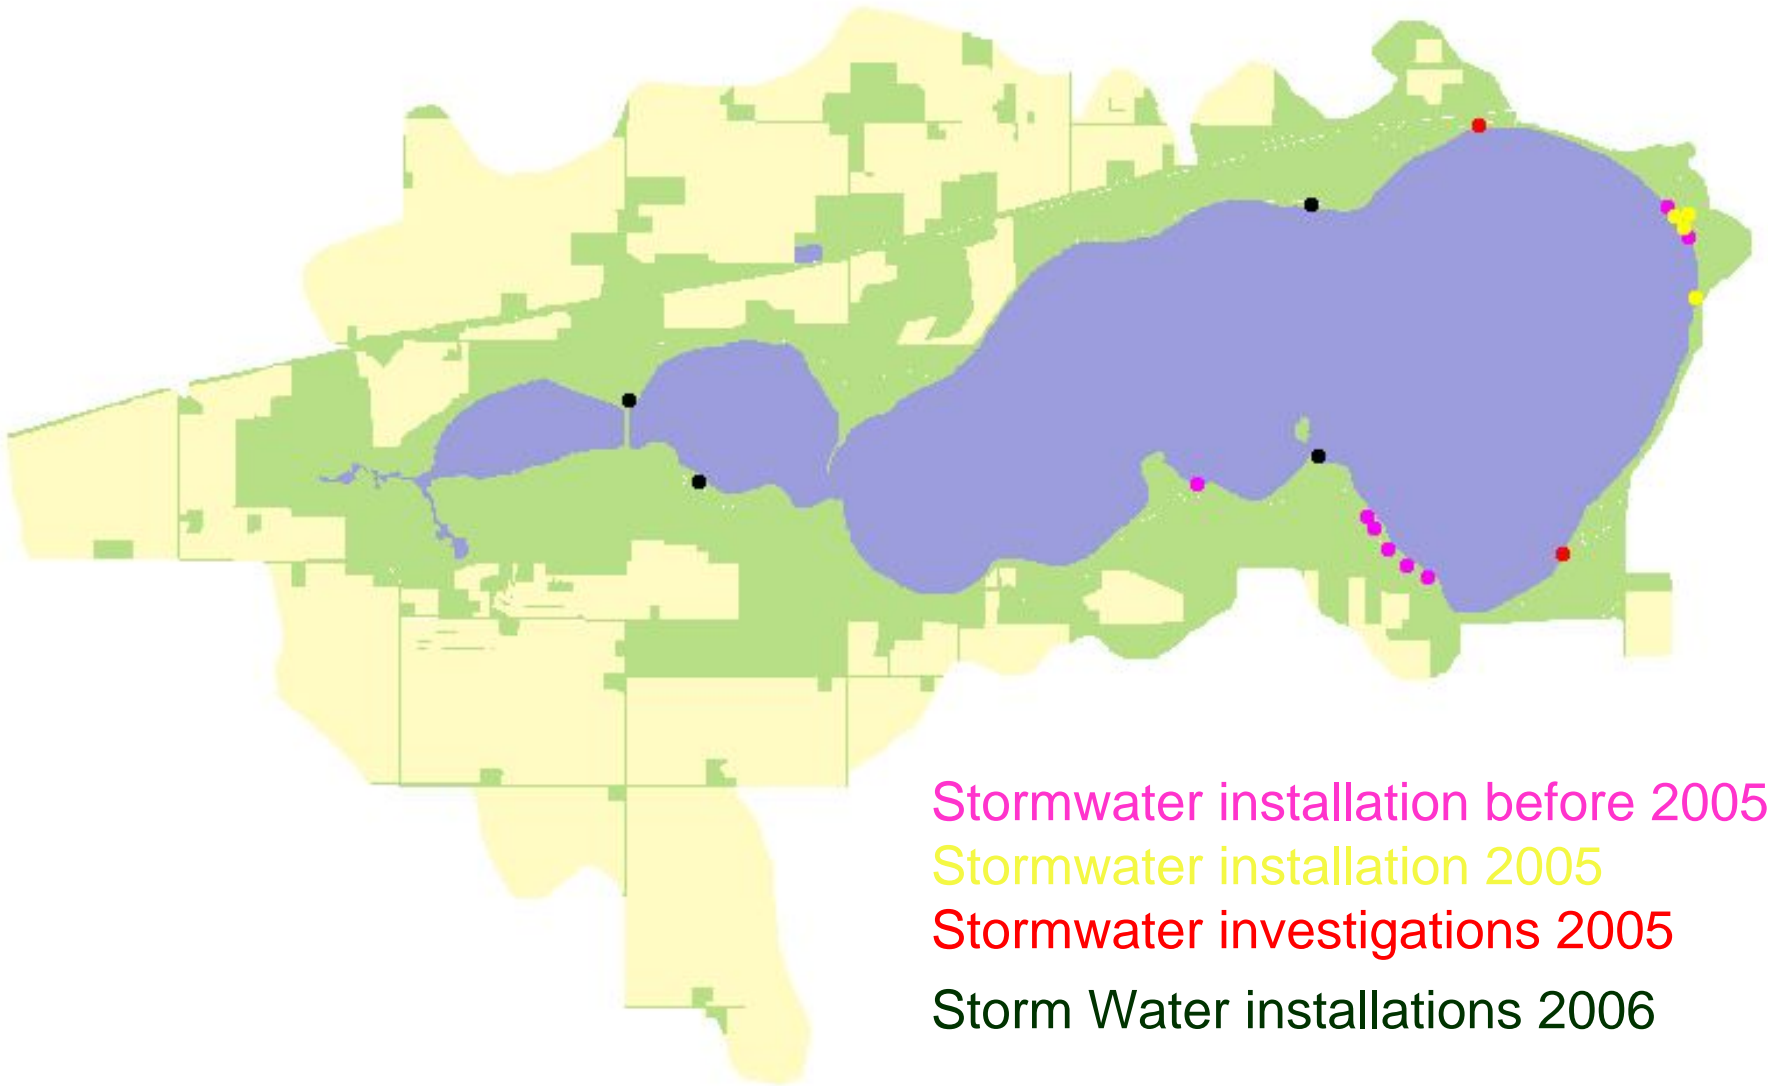 Stormwater installation before 2005
Stormwater installation 2005
Stormwater investigations 2005
Storm Water installations 2006